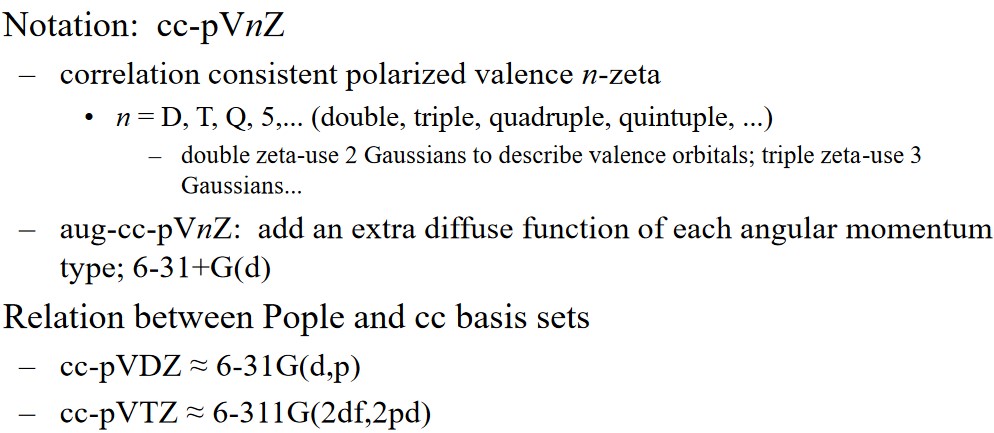 Notation:  cc-pVnZ
– correlation consistent polarized valence n-zeta
• n = D, T, Q, 5,... (double, triple, quadruple, quintuple, ...)
– double zeta-use 2 Gaussians to describe valence orbitals; triple zeta-use 3
Gaussians...
– aug-cc-pVnZ:  add an extra diffuse function of each angular momentum
type; 6-31+G(d)
Relation between Pople and cc basis sets
– cc-pVDZ ≈ 6-31G(d,p)
– cc-pVTZ ≈ 6-311G(2df,2pd)